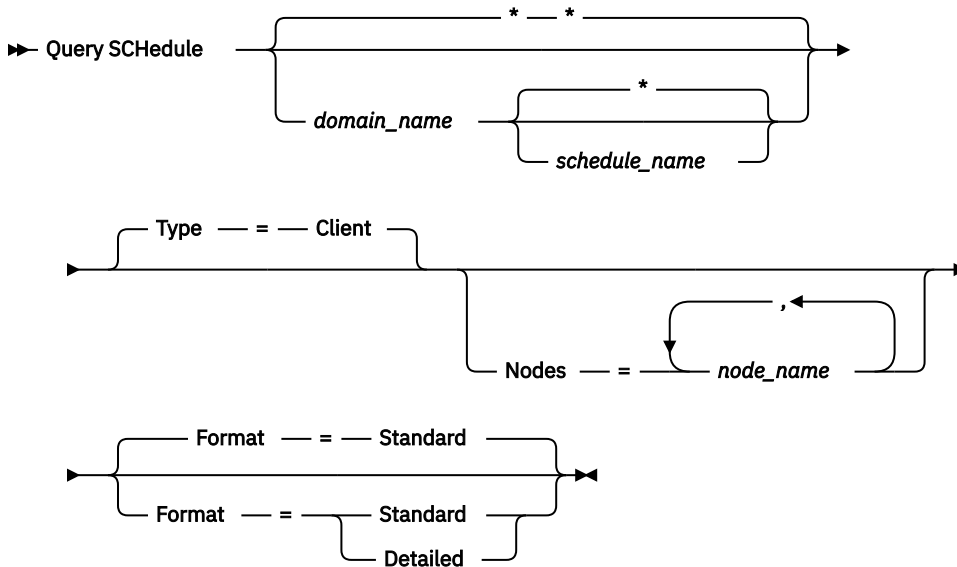 * *
Query SCHedule
*
domain_name
schedule_name
Type = Client
,
Nodes = node_name
Format = Standard
Format = Standard
Detailed